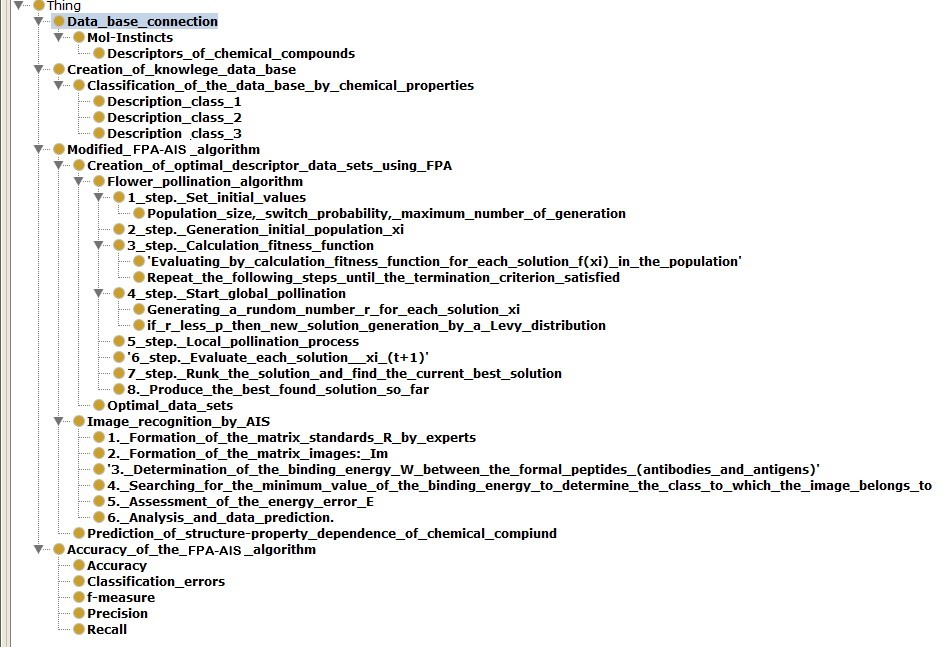 Thing
Data_base_connection
Mol-Instincts
Descriptors_of_chemical_compounds
Creation_of_knowlege_data_base
Classification_of_the_data_base_by_chemical_properties
Description_class_1
Description_class_2
Description_class_3
Modified_FPA-AIS_algorithm
Creation_of_optimal_descriptor_data_sets_using_FPA
Flower_pollination_algorithm
1_step._Set_initial_values
Population_size,_switch_probability,_maximum_number_of_generation
2_step._Generation_initial_population_xi
3_step._Calculation_fitness_function
'Evaluating_by_calculation_fitness_function_for_each_solution_f(xi)_in_the_population'
Repeat_the_following_steps_until_the_termination_criterion_satisfied
4_step._Start_global_pollination
Generating_a_rundom_number_r_for_each_solution_xi
if_r_less_p_then_new_solution_generation_by_a_Levy_distribution
5_step._Local_pollination_process
'6_step._Evaluate_each_solution__xi_(t+1)'
7_step._Runk_the_solution_and_find_the_current_best_solution
8._Produce_the_best_found_solution_so_far
Optimal_data_sets
Image_recognition_by_AIS
1._Formation_of_the_matrix_standards_R_by_experts
2._Formation_of_the_matrix_images:_Im
'3._Determination_of_the_binding_energy_W_between_the_formal_peptides_(antibodies_and_antigens)'
4._Searching_for_the_minimum_value_of_the_binding_energy_to_determine_the_class_to_which_the_image_belongs_to
5._Assessment_of_the_energy_error_E
6._Analysis_and_data_prediction.
Prediction_of_structure-property_dependence_of_chemical_compiund
Accuracy_of_the_FPA-AIS_algorithm
Accuracy
Classification_errors
f-measure
Precision
Recall